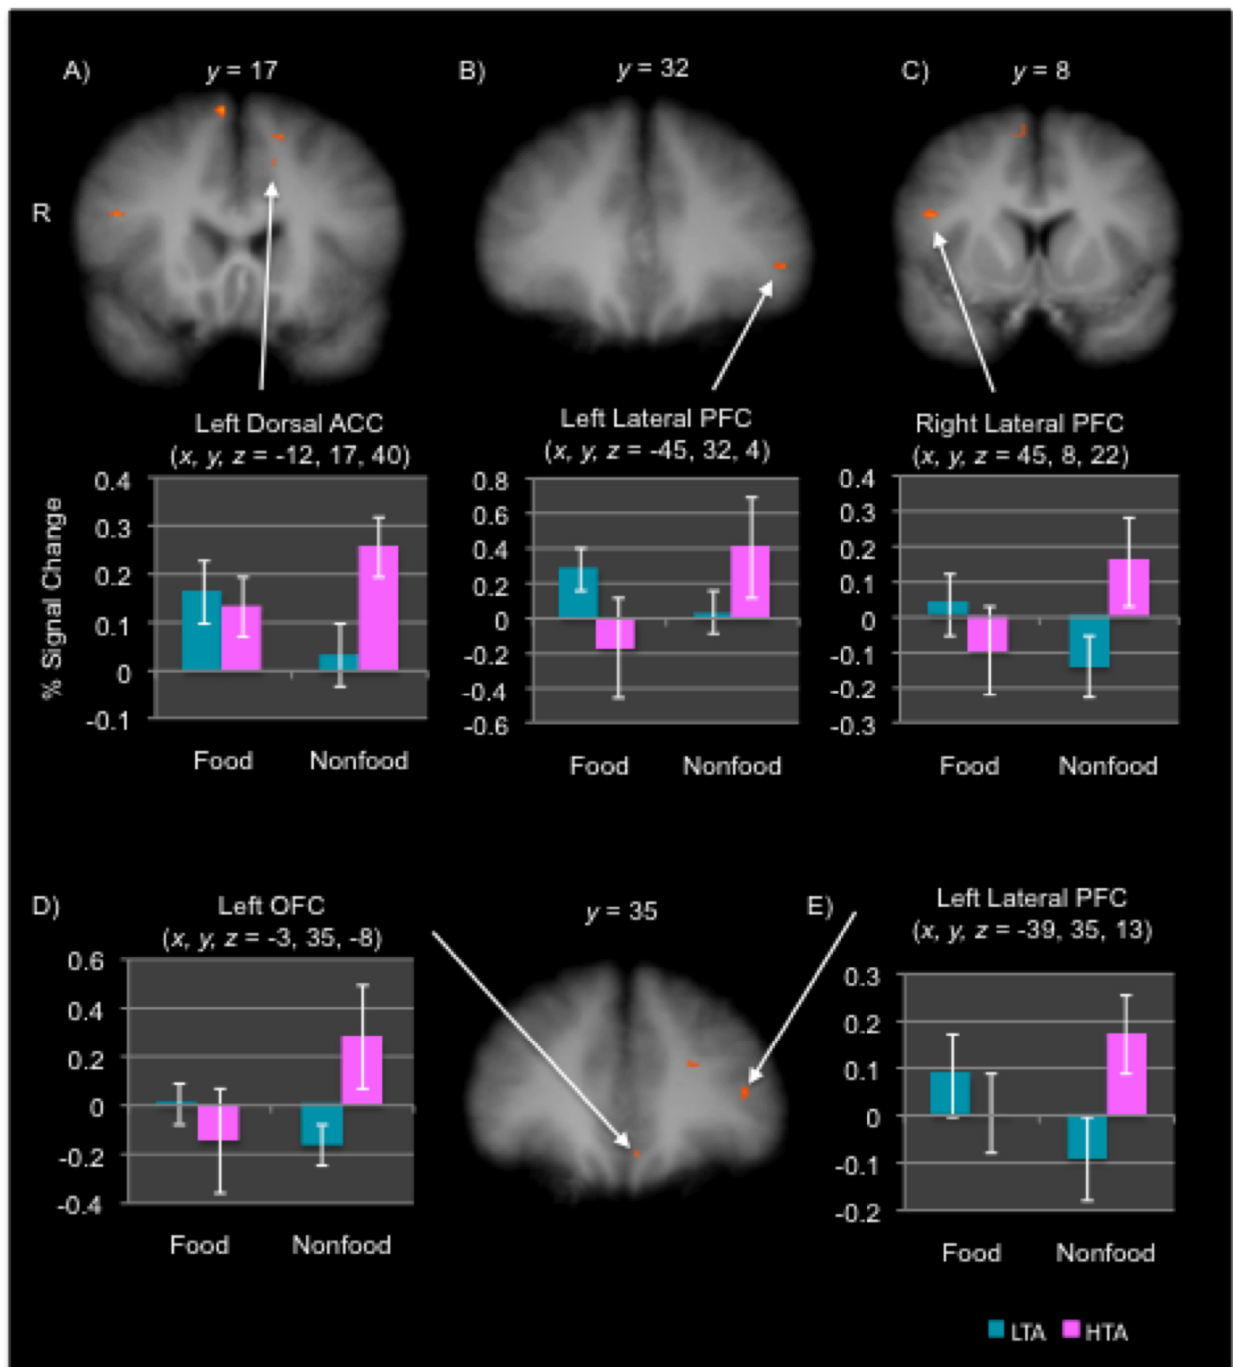 A) y = 17
B) y = 32
C) y = 8
R
Left Dorsal ACC
(x, y, z = -12, 17, 40)
Left Lateral PFC
(x, y, z = -45, 32, 4)
Right Lateral PFC
(x, y, z = 45, 8, 22)
% Signal Change
0.4
0.3
0.2
0.1
0
-0.1
Food Nonfood
0.8
0.6
0.4
0.2
0
-0.2
-0.4
-0.6
Food Nonfood
0.4
0.3
0.2
0.1
0
-0.1
-0.2
-0.3
Food Nonfood
D) Left OFC
(x, y, z = -3, 35, -8)
0.6
0.4
0.2
0
-0.2
-0.4
Food Nonfood
y = 35
E) Left Lateral PFC
(x, y, z = -39, 35, 13)
0.3
0.2
0.1
0
-0.1
-0.2
Food Nonfood
LTA HTA